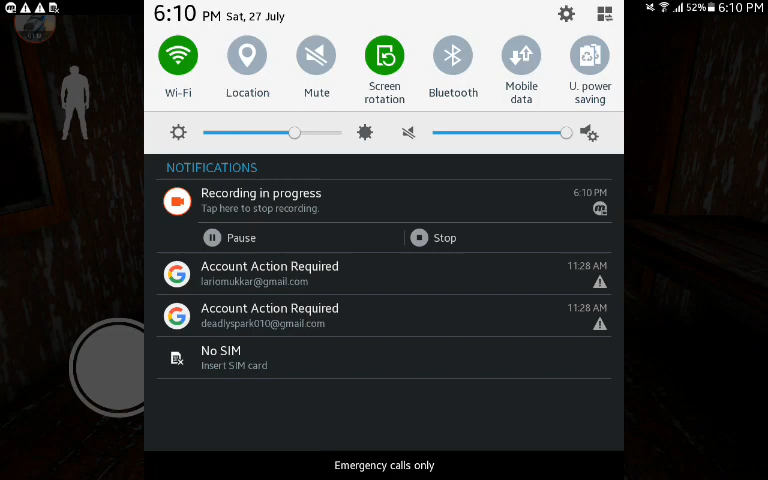 6:10 PM Sat, 27 July
52% 6:10 PM
Wi-Fi
Location
Mute
Screen rotation
Bluetooth
Mobile data
U. power saving
NOTIFICATIONS
Recording in progress
6:10 PM
Tap here to stop recording.
Pause
Stop
Account Action Required
11:28 AM
lariomukkar@gmail.com
Account Action Required
11:28 AM
deadlyspark010@gmail.com
No SIM
Insert SIM card
Emergency calls only